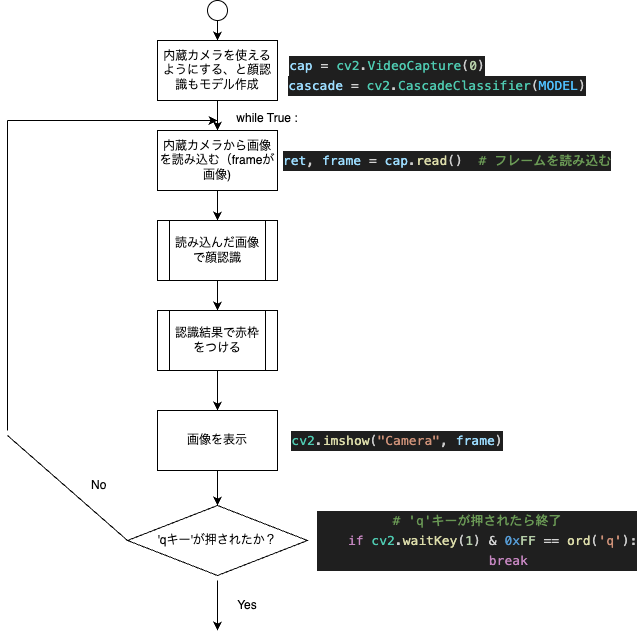 内蔵カメラを使える
ようにする、と顔認
識もモデル作成
cap = cv2.VideoCapture(0)
cascade = cv2.CascadeClassifier(MODEL)
while True :
内蔵カメラから画像
を読み込む（frameが
画像)
ret, frame = cap.read()  # フレームを読み込む
読み込んだ画像
で顔認識
認識結果で赤枠
をつける
画像を表示
cv2.imshow("Camera", frame)
No
'qキー'が押されたか？
# 'q'キーが押されたら終了
if cv2.waitKey(1) & 0xFF == ord('q'):
break
Yes